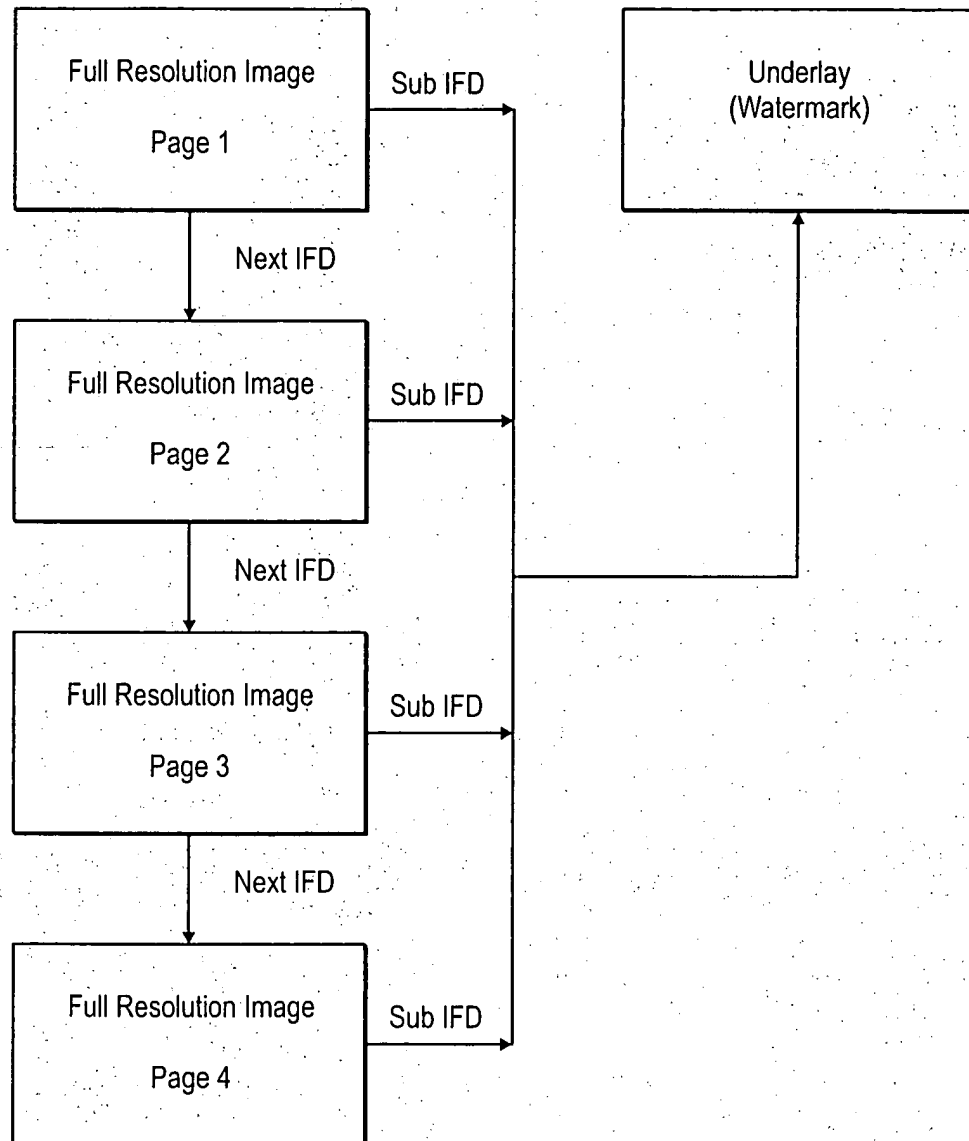 Full Resolution Image
Page 1
Sub IFD
Underlay
(Watermark)
Next IFD
Full Resolution Image
Page 2
Sub IFD
Next IFD
Full Resolution Image
Page 3
Sub IFD
Next IFD
Full Resolution Image
Page 4
Sub IFD